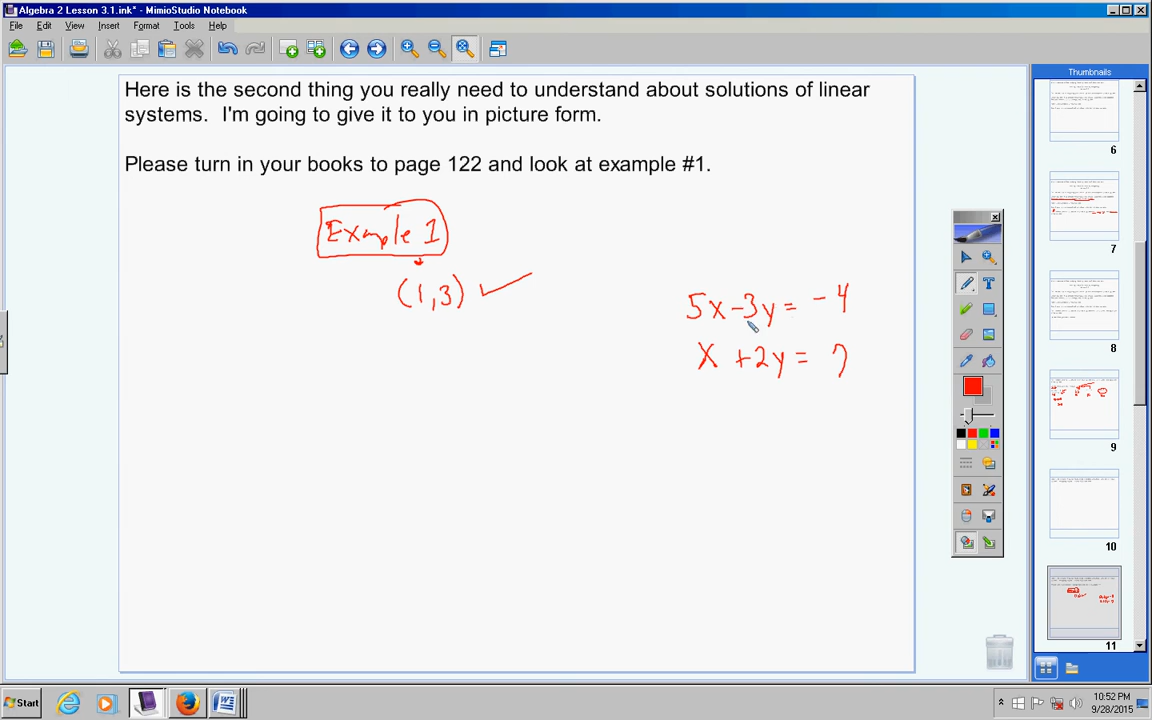 Algebra 2 Lesson 3.1.ink* - MimioStudio Notebook
File Edit View Insert Format Tools Help
Thumbnails
Here is the second thing you really need to understand about solutions of linear
systems. I'm going to give it to you in picture form.
Please turn in your books to page 122 and look at example #1.
Example 1
(1,3)
5x-3y = -4
x +2y = 7
6
7
8
9
10
11
Start
10:52 PM
9/28/2015